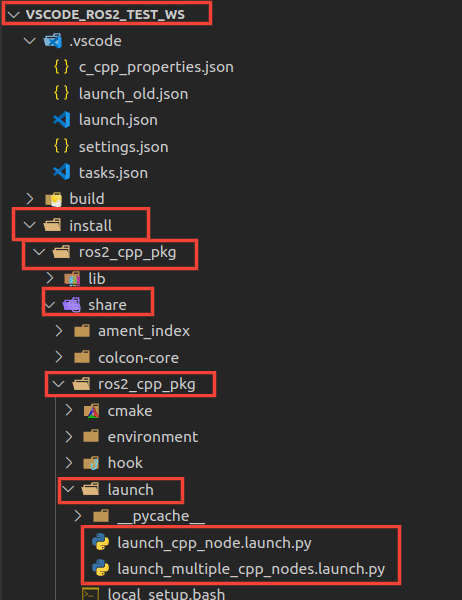 VSCODE_ROS2_TEST_WS
.vscode
{} c_cpp_properties.json
{} launch_old.json
launch.json
{} settings.json
tasks.json
build
install
ros2_cpp_pkg
lib
share
ament_index
colcon-core
ros2_cpp_pkg
cmake
environment
hook
launch
__pycache__
launch_cpp_node.launch.py
launch_multiple_cpp_nodes.launch.py
local_setup.bash